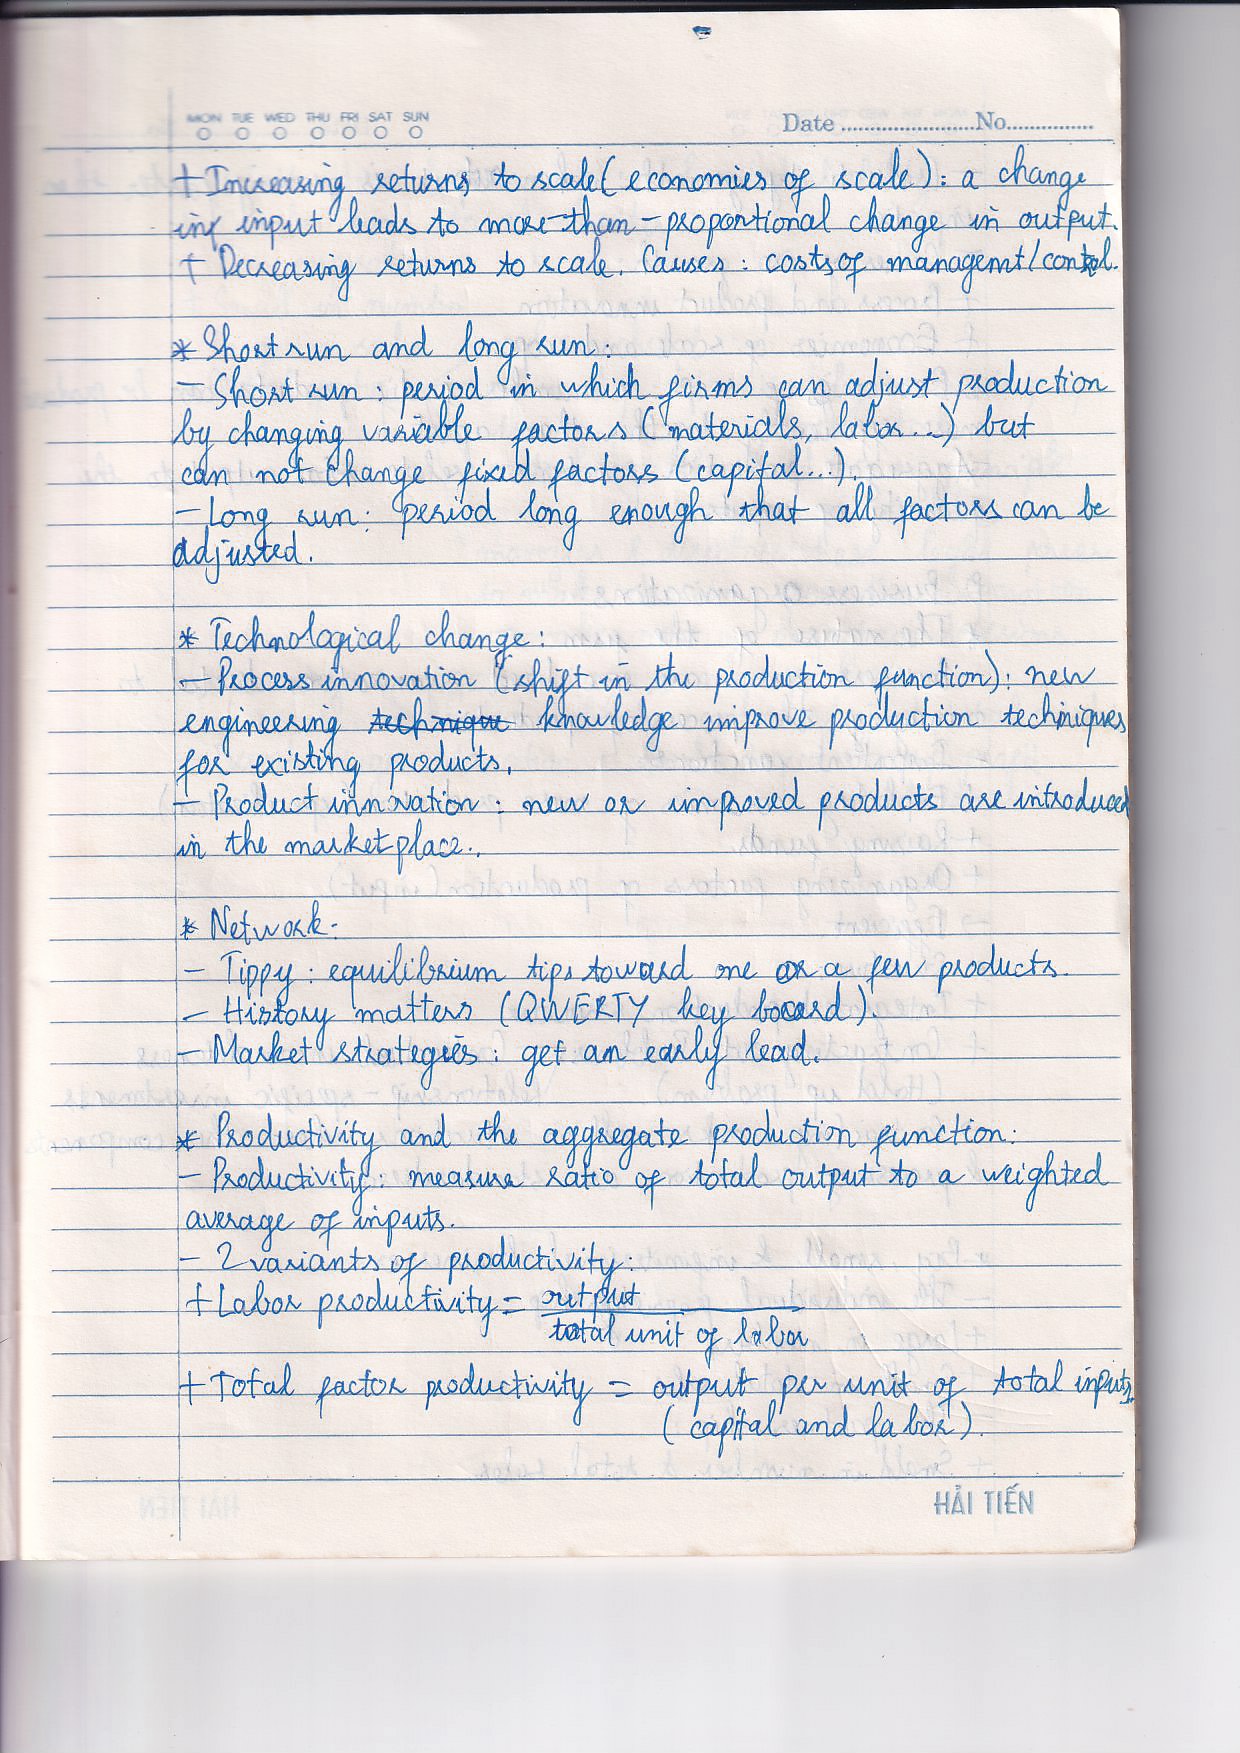 MON TUE WED THU FRI SAT SUN
Date ........................No................
+ Increasing returns to scale (economies of scale): a change
in input leads to more-than-proportional change in output.
+ Decreasing returns to scale. Causes: costs of managemt/control.
* Short run and long run:
- Short run: period in which firms can adjust production
by changing variable factors (materials, labor...) but
can not change fixed factors (capital...).
- Long run: period long enough that all factors can be
adjusted.
* Technological change:
- Process innovation (shift in the production function): new
engineering technique knowledge improve production techniques
for existing products.
- Product innovation: new or improved products are introduced
in the marketplace.
* Network:
- Tippy: equilibrium tips toward one or a few products.
- History matters (QWERTY key board).
- Market strategies: get an early lead.
* Productivity and the aggregate production function:
- Productivity: measure ratio of total output to a weighted
average of inputs.
- 2 variants of productivity:
+ Labor productivity = output
total unit of labor
+ Total factor productivity = output per unit of total inputs
(capital and labor).
HẢI TIẾN